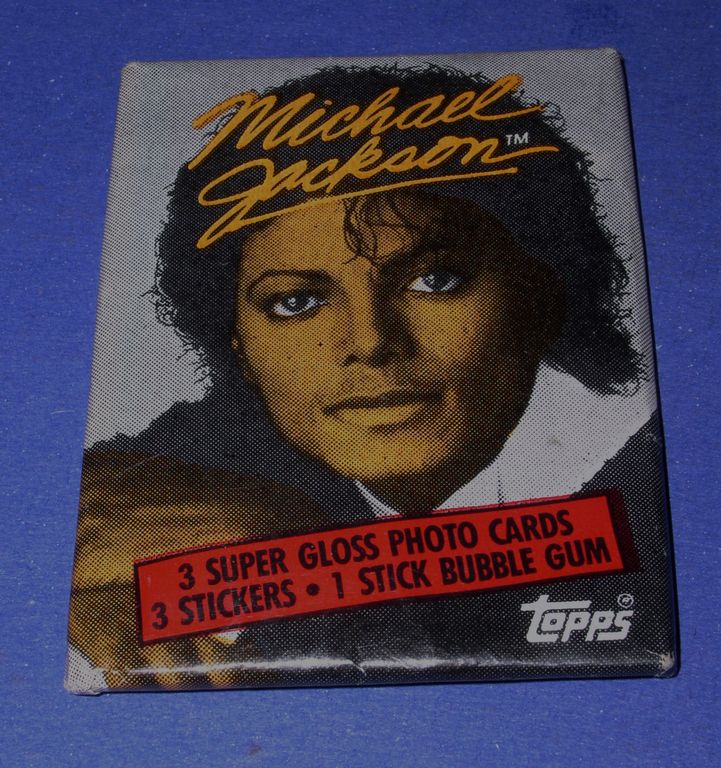 Michael
Jackson™
3 SUPER GLOSS PHOTO CARDS
3 STICKERS • 1 STICK BUBBLE GUM
topps®